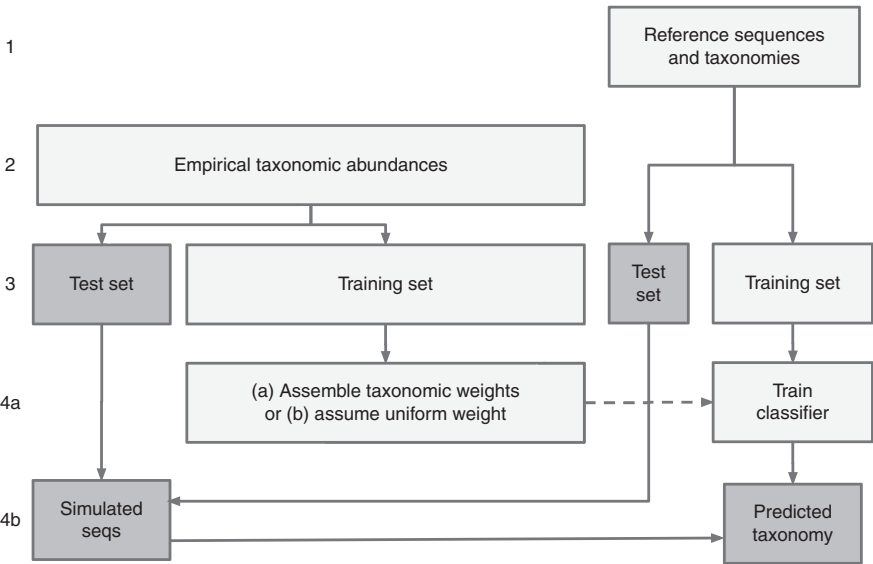 1
Reference sequences
and taxonomies
2
Empirical taxonomic abundances
3
Test set
Training set
Test
set
Training set
4a
(a) Assemble taxonomic weights
or (b) assume uniform weight
Train
classifier
4b
Simulated
seqs
Predicted
taxonomy